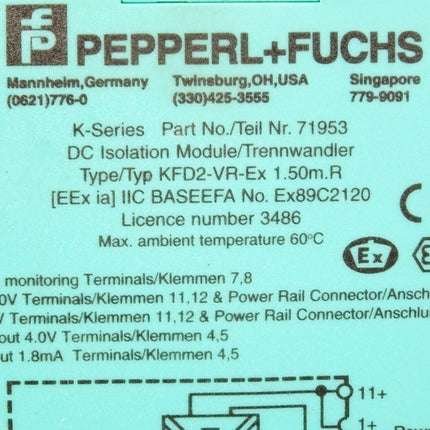 PEPPERL+FUCHS
Mannheim,Germany Twinsburg,OH,USA Singapore
(0621)776-0 (330)425-3555 779-9091
K-Series Part No./Teil Nr. 71953
DC Isolation Module/Trennwandler
Type/Typ KFD2-VR-Ex 1.50m.R
[EEx ia] IIC BASEEFA No. Ex89C2120
Licence number 3486
Max. ambient temperature 60°C
Ex
monitoring Terminals/Klemmen 7,8
0V Terminals/Klemmen 11,12 & Power Rail Connector/Anschl
Terminals/Klemmen 11,12 & Power Rail Connector/Anschlu
out 4.0V Terminals/Klemmen 4,5
ut 1.8mA Terminals/Klemmen 4,5
11+
1+